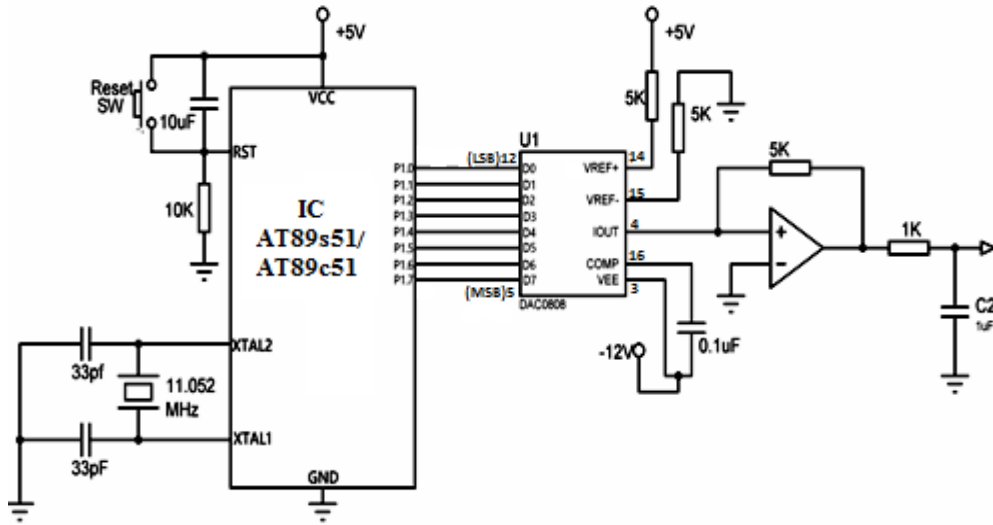 +5V
+5V
Reset
SW
10uF
VCC
5K
5K
U1
RST
P1.0
(LSB)12
D0
VREF+
14
5K
P1.1
D1
P1.2
D2
VREF-
15
10K
IC
AT89s51/
AT89c51
P1.3
D3
P1.4
D4
IOUT
4
+
1K
P1.5
D5
-
P1.6
D6
COMP
16
P1.7
D7
VEE
(MSB)5
DAC0808
3
C2
1uF
XTAL2
-12V
0.1uF
33pf
11.052
MHz
XTAL1
33pF
GND